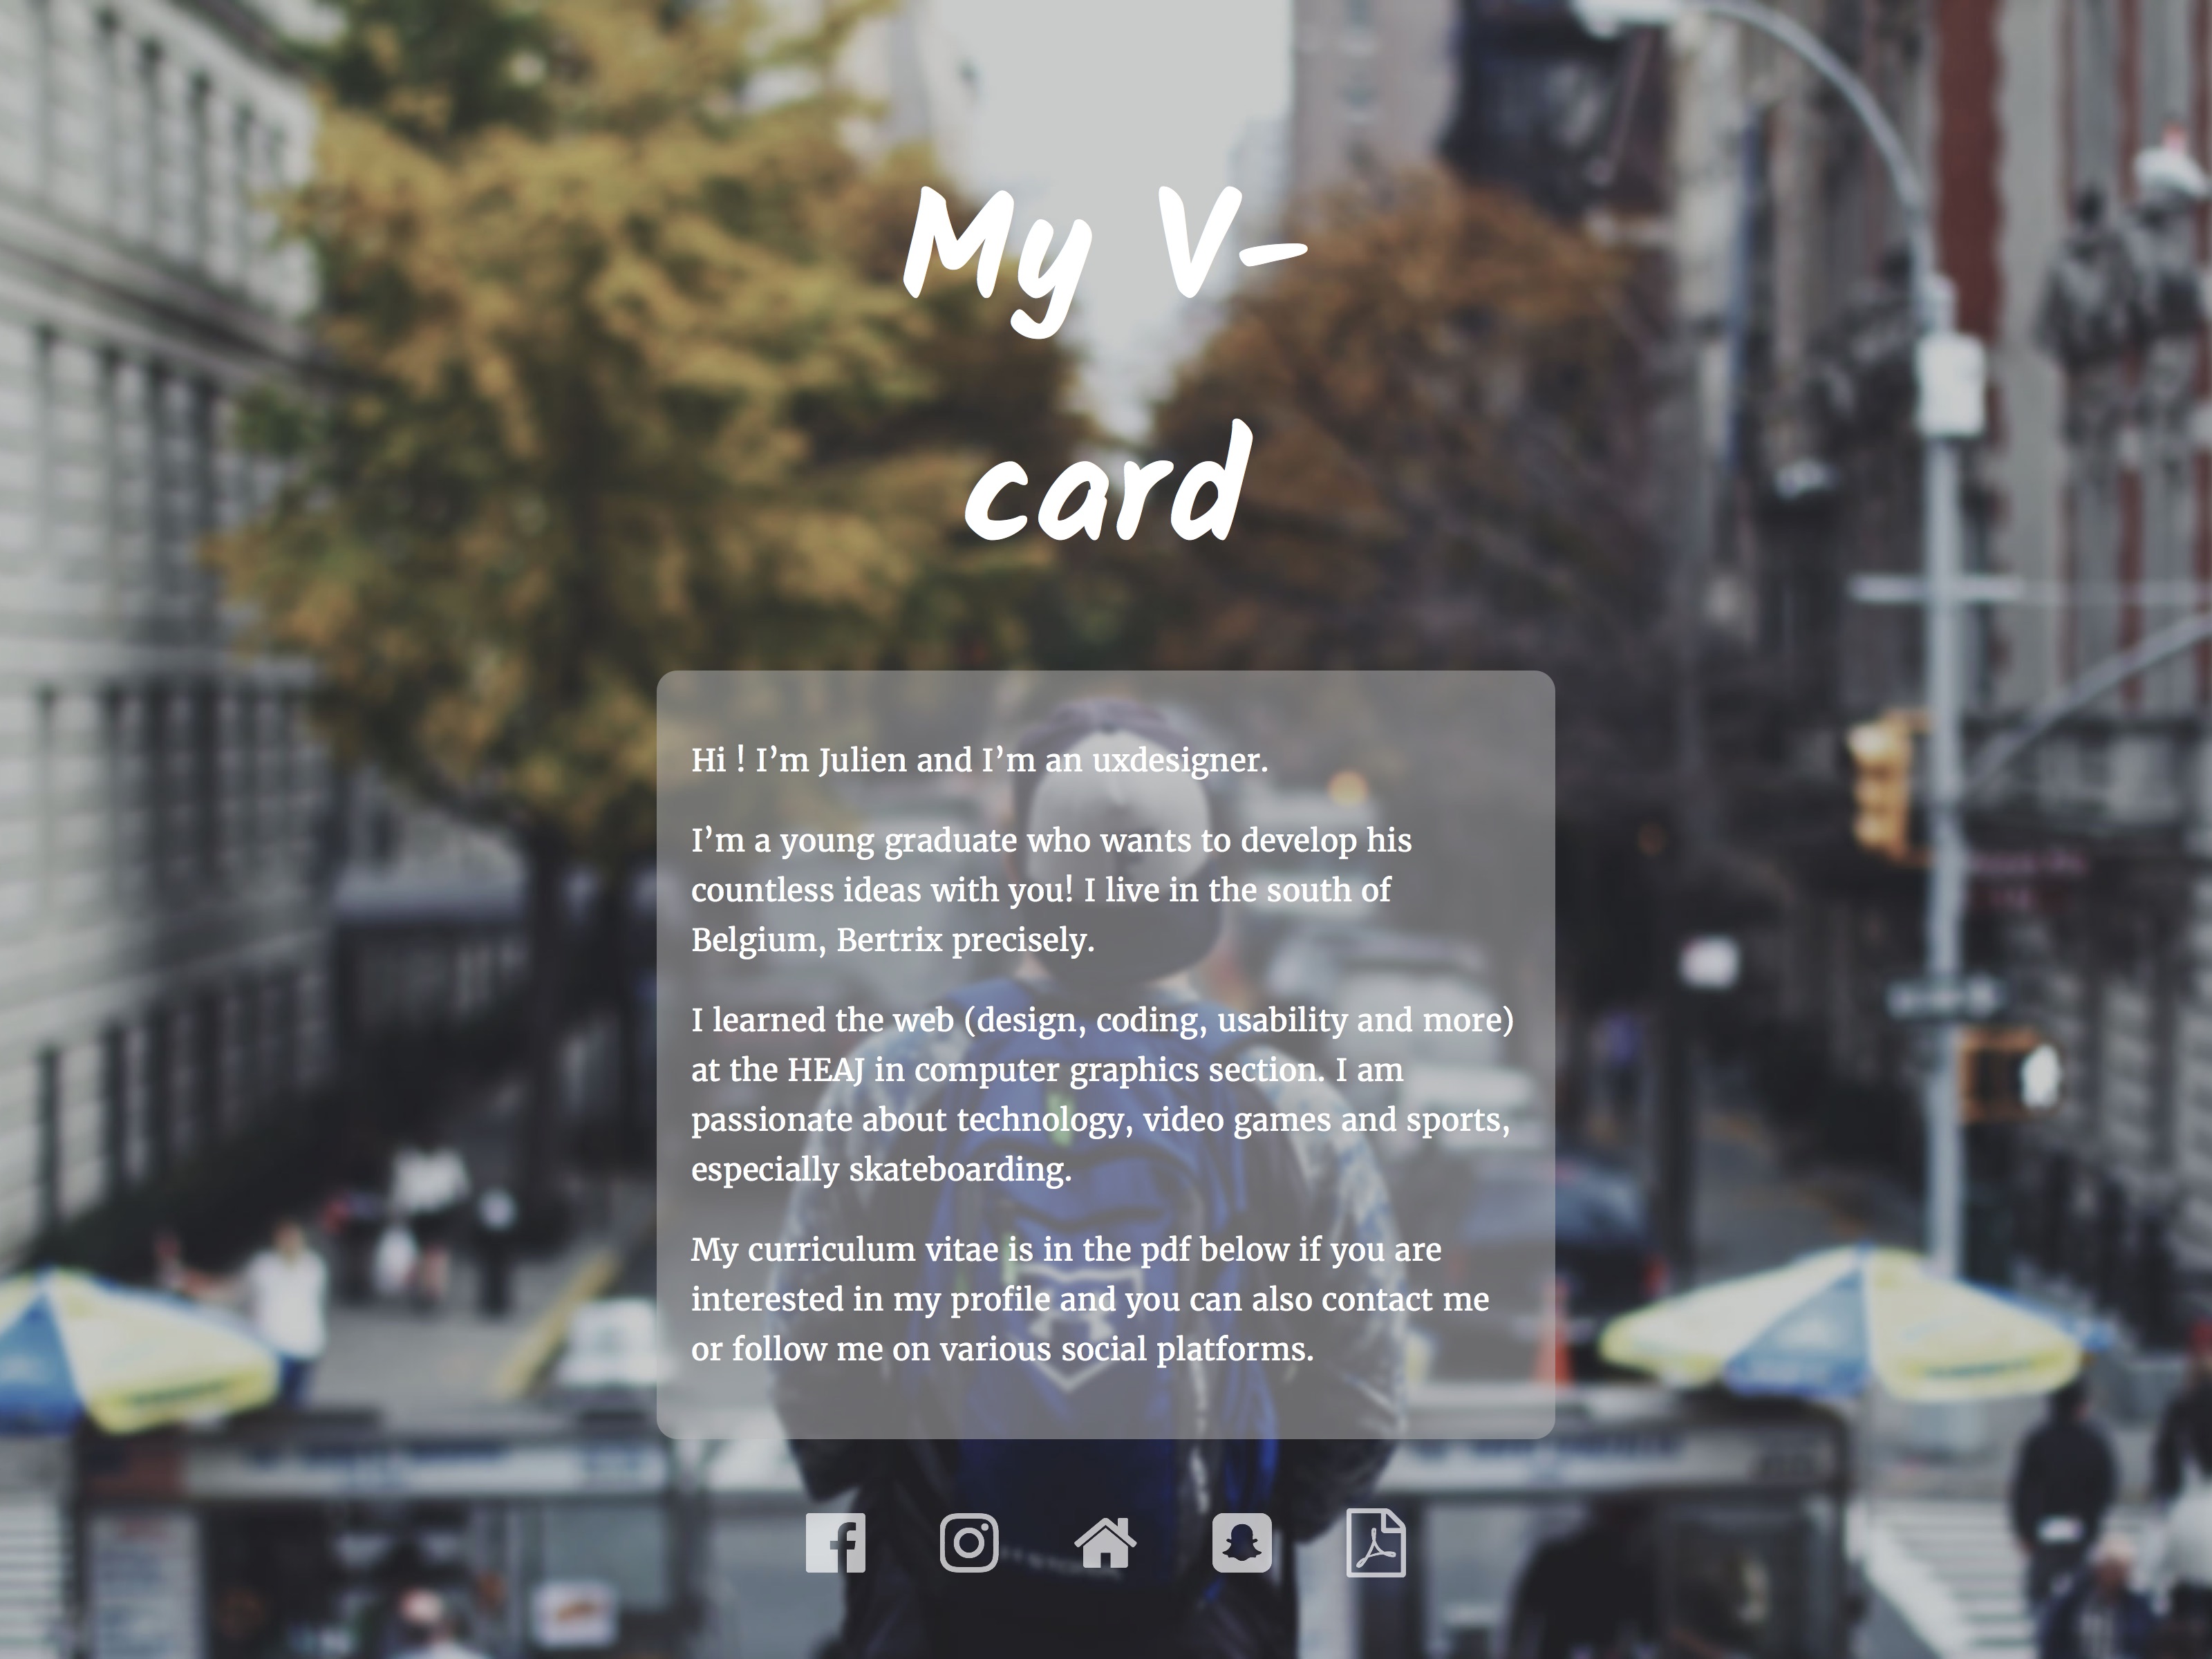 My V-
card
Hi ! I’m Julien and I’m an uxdesigner.
I’m a young graduate who wants to develop his
countless ideas with you! I live in the south of
Belgium, Bertrix precisely.
I learned the web (design, coding, usability and more)
at the HEAJ in computer graphics section. I am
passionate about technology, video games and sports,
especially skateboarding.
My curriculum vitae is in the pdf below if you are
interested in my profile and you can also contact me
or follow me on various social platforms.